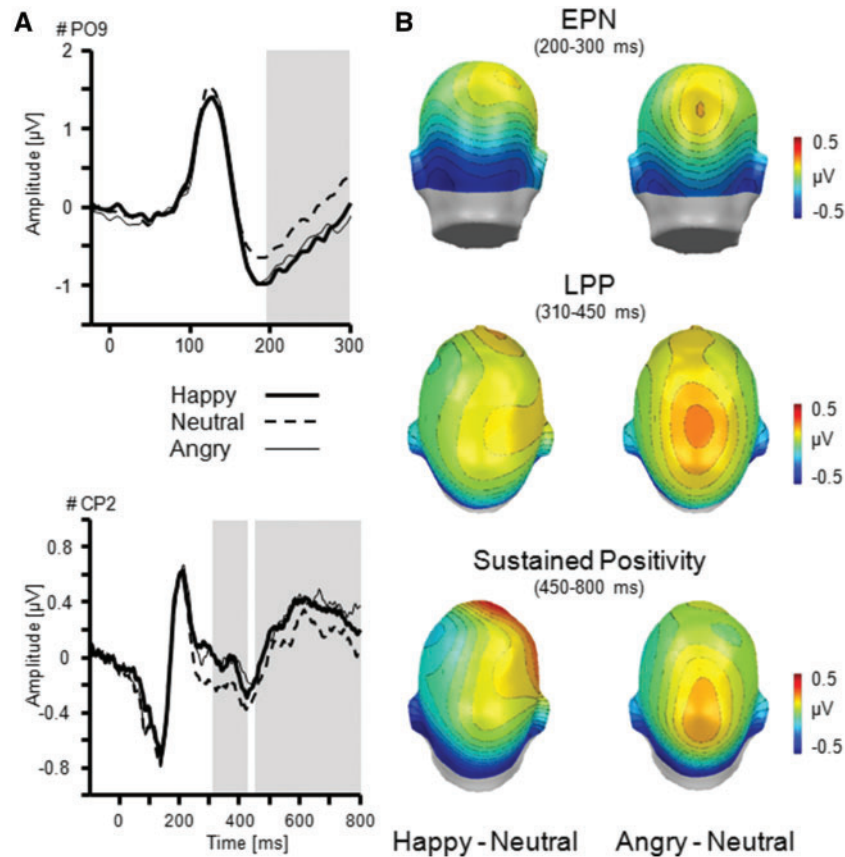 A
# PO9
2
1
0
-1
Amplitude [µV]
0 100 200 300
Happy
Neutral
Angry
# CP2
0.8
0.4
0
-0.4
-0.8
Amplitude [µV]
0 200 400 600 800
Time [ms]
B
EPN
(200-300 ms)
0.5
µV
-0.5
LPP
(310-450 ms)
0.5
µV
-0.5
Sustained Positivity
(450-800 ms)
0.5
µV
-0.5
Happy - Neutral Angry - Neutral